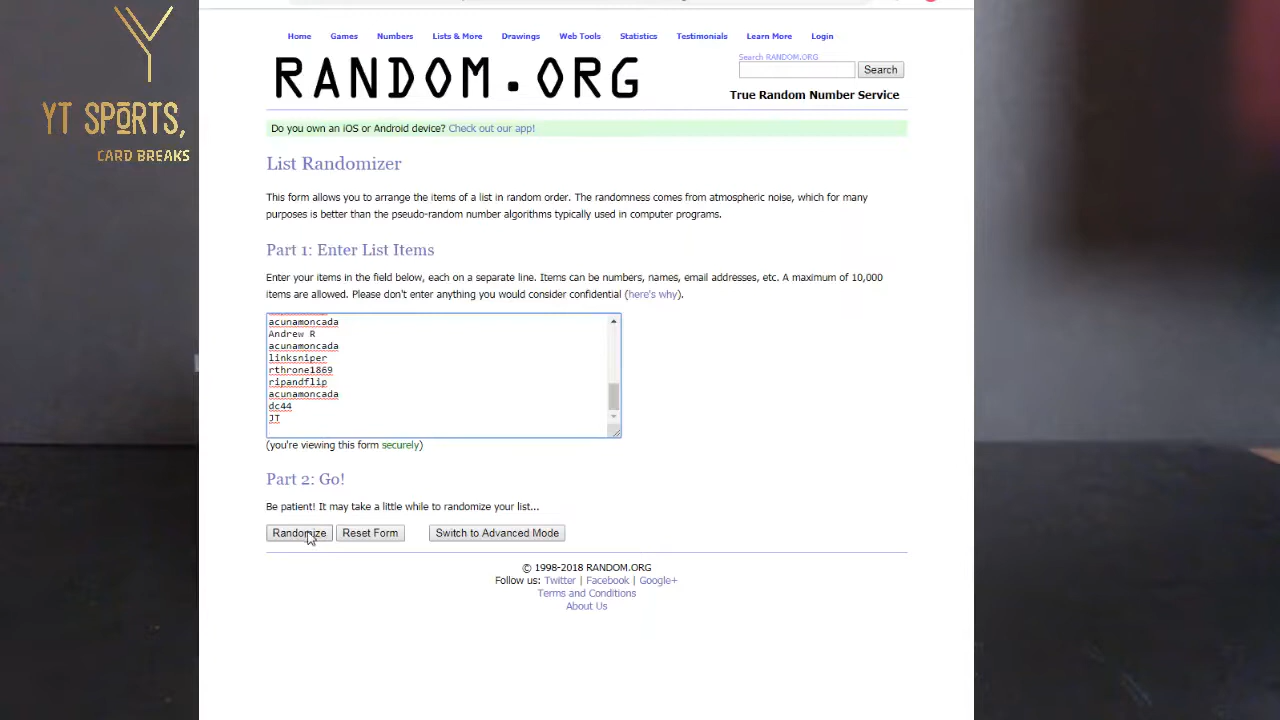 YT SPORTS,
CARD BREAKS
Home Games Numbers Lists & More Drawings Web Tools Statistics Testimonials Learn More Login
RANDOM.ORG
Search RANDOM.ORG
Search
True Random Number Service
Do you own an iOS or Android device? Check out our app!
List Randomizer
This form allows you to arrange the items of a list in random order. The randomness comes from atmospheric noise, which for many
purposes is better than the pseudo-random number algorithms typically used in computer programs.
Part 1: Enter List Items
Enter your items in the field below, each on a separate line. Items can be numbers, names, email addresses, etc. A maximum of 10,000
items are allowed. Please don't enter anything you would consider confidential (here's why).
acunamoncada
Andrew R
acunamoncada
linksniper
rthrone1869
ripandflip
acunamoncada
dc44
JT
(you're viewing this form securely)
Part 2: Go!
Be patient! It may take a little while to randomize your list...
Randomize Reset Form Switch to Advanced Mode
© 1998-2018 RANDOM.ORG
Follow us: Twitter | Facebook | Google+
Terms and Conditions
About Us